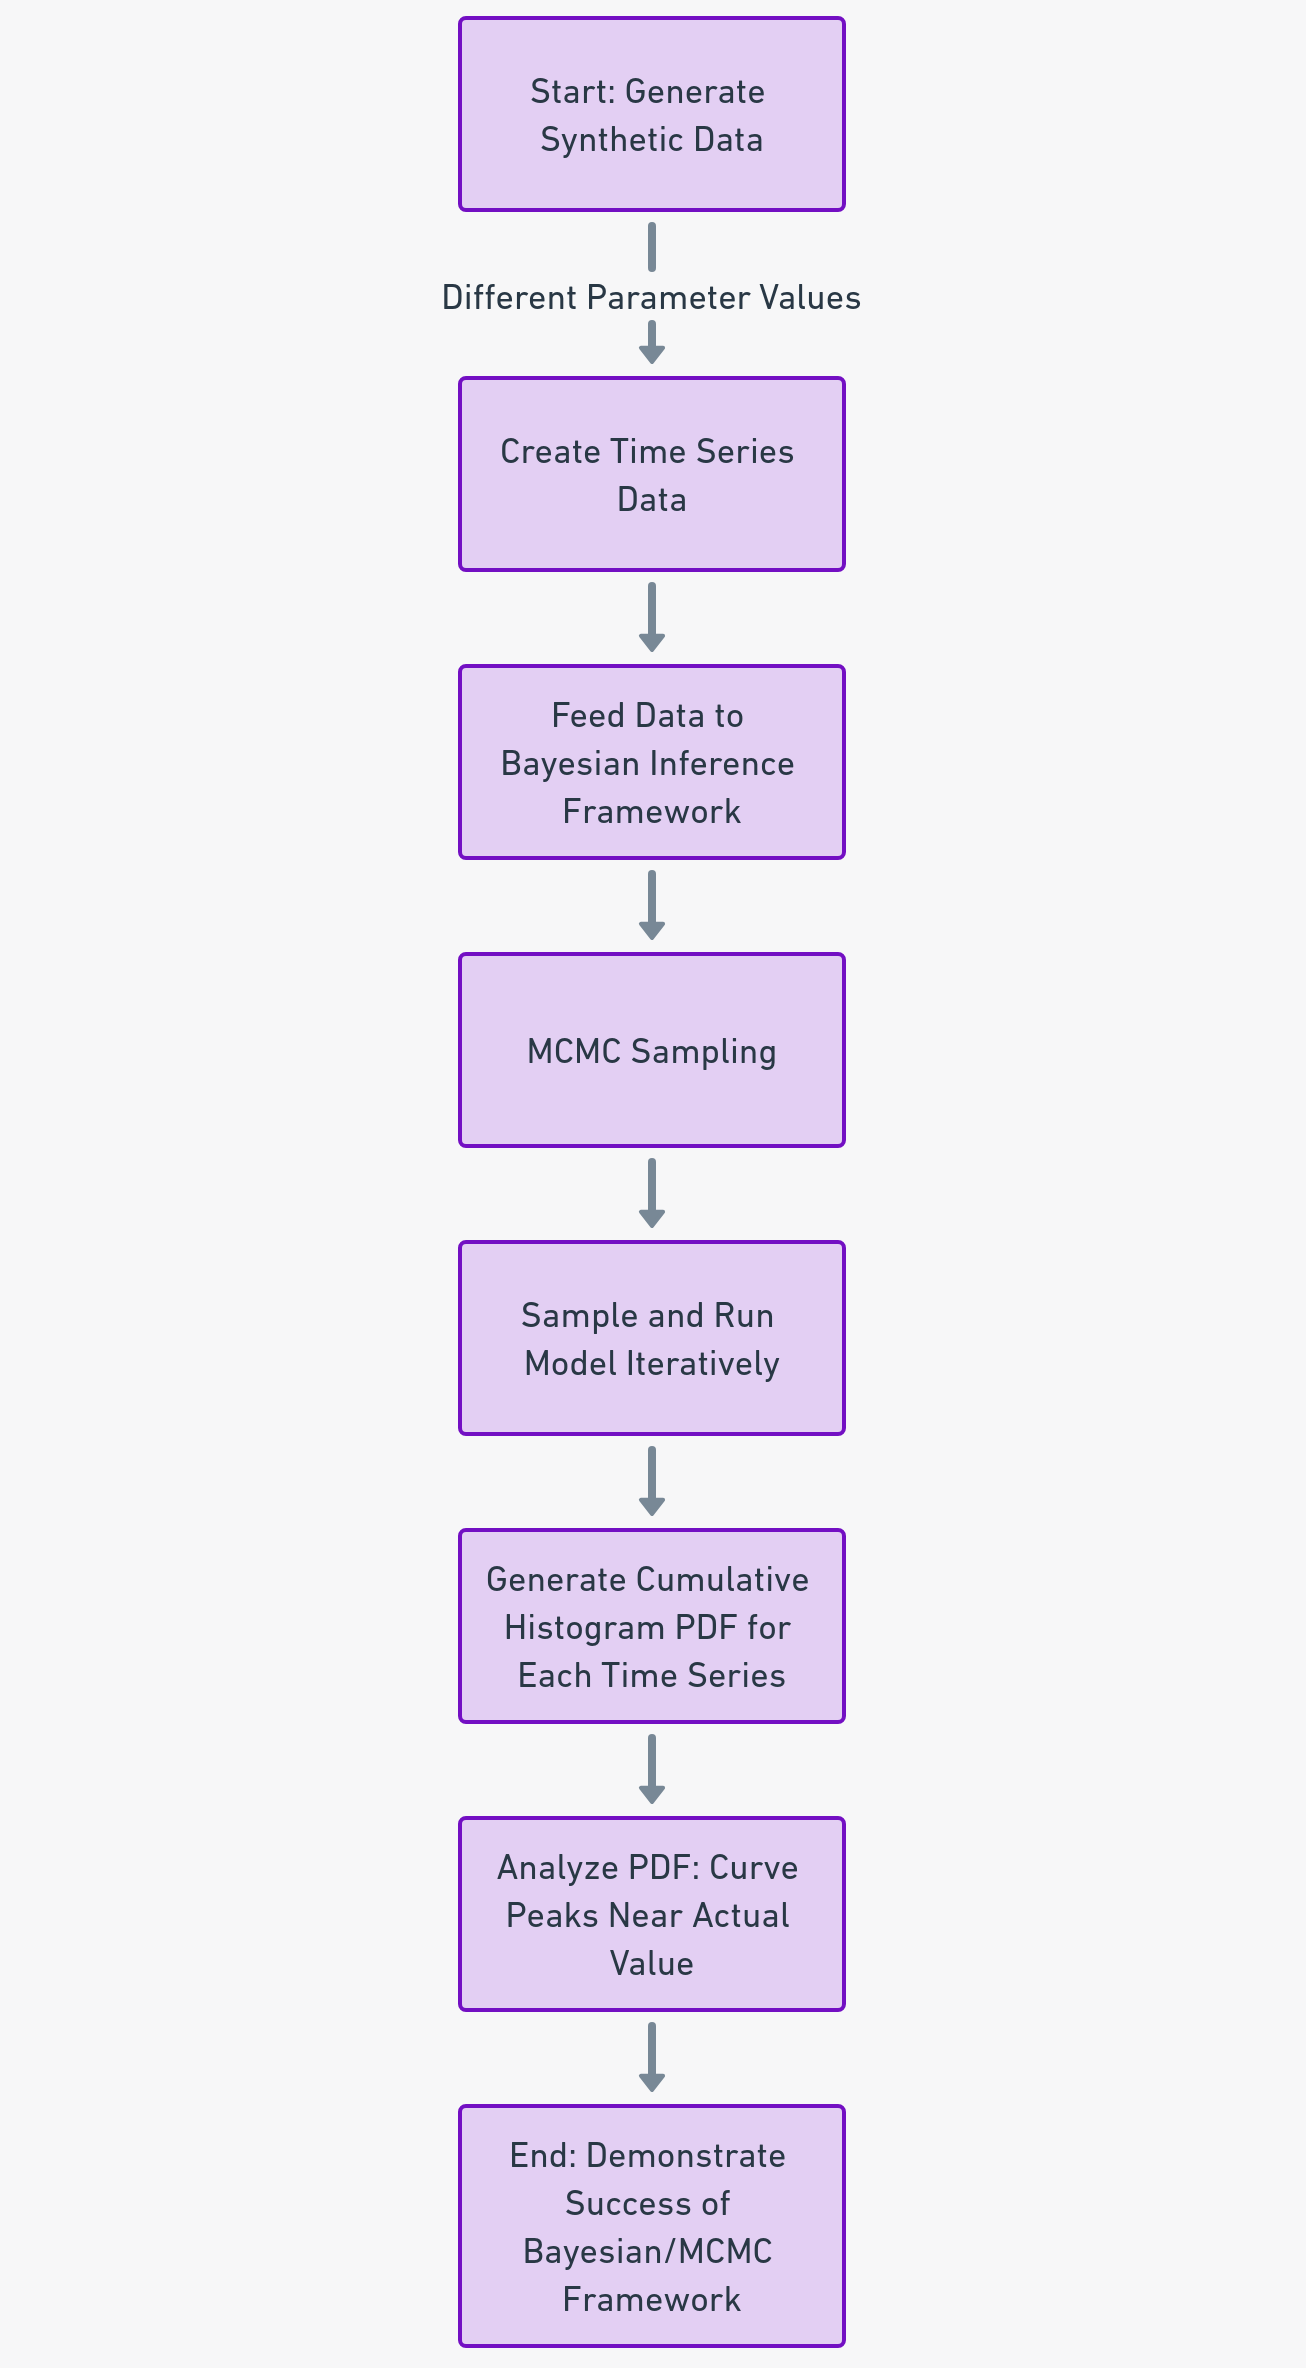 Start: Generate
Synthetic Data
Different Parameter Values
Create Time Series
Data
Feed Data to
Bayesian Inference
Framework
MCMC Sampling
Sample and Run
Model Iteratively
Generate Cumulative
Histogram PDF for
Each Time Series
Analyze PDF: Curve
Peaks Near Actual
Value
End: Demonstrate
Success of
Bayesian/MCMC
Framework